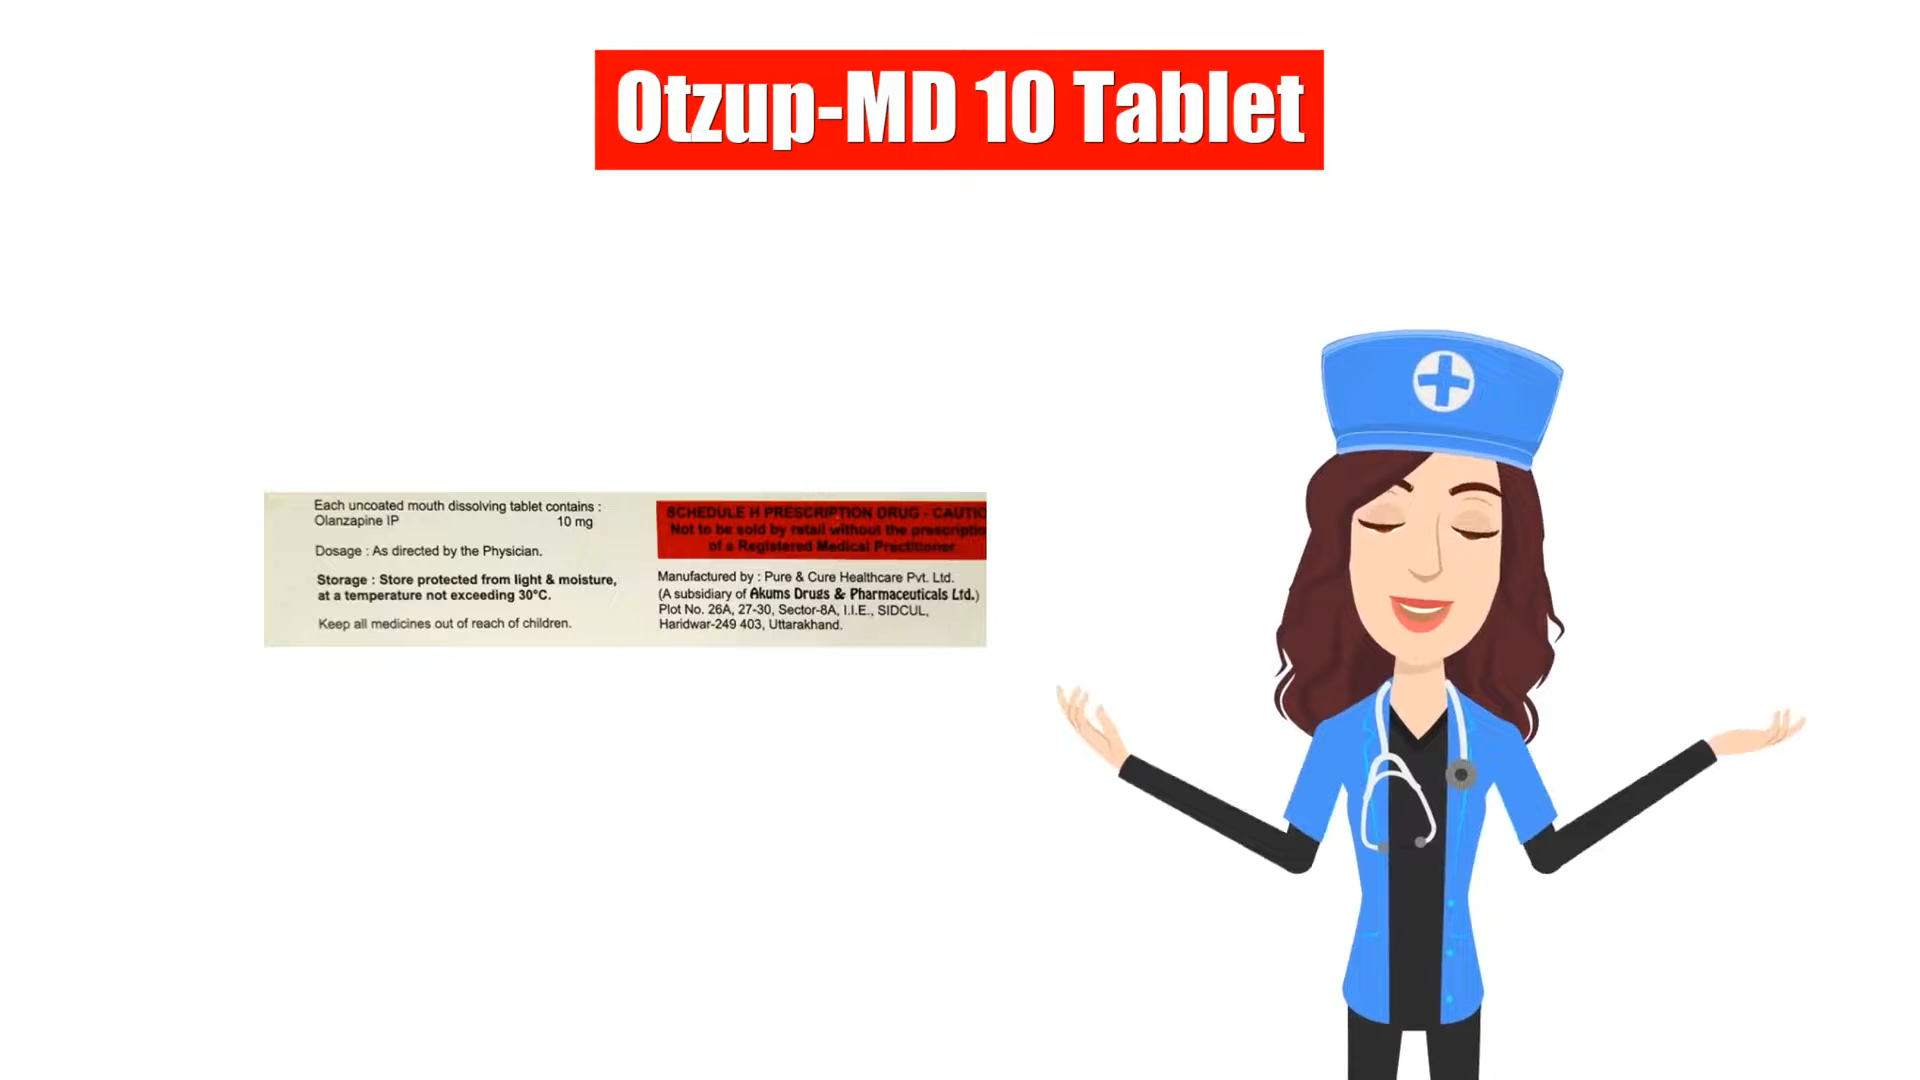 Otzup-MD 10 Tablet
Each uncoated mouth dissolving tablet contains :
Olanzapine IP 10 mg
Dosage : As directed by the Physician.
Storage : Store protected from light & moisture,
at a temperature not exceeding 30°C.
Keep all medicines out of reach of children.
SCHEDULE H PRESCRIPTION DRUG - CAUTIO
Not to be sold by retail without the prescriptio
of a Registered Medical Practitioner
Manufactured by : Pure & Cure Healthcare Pvt. Ltd.
(A subsidiary of Akums Drugs & Pharmaceuticals Ltd.)
Plot No. 26A, 27-30, Sector-8A, I.I.E., SIDCUL,
Haridwar-249 403, Uttarakhand.